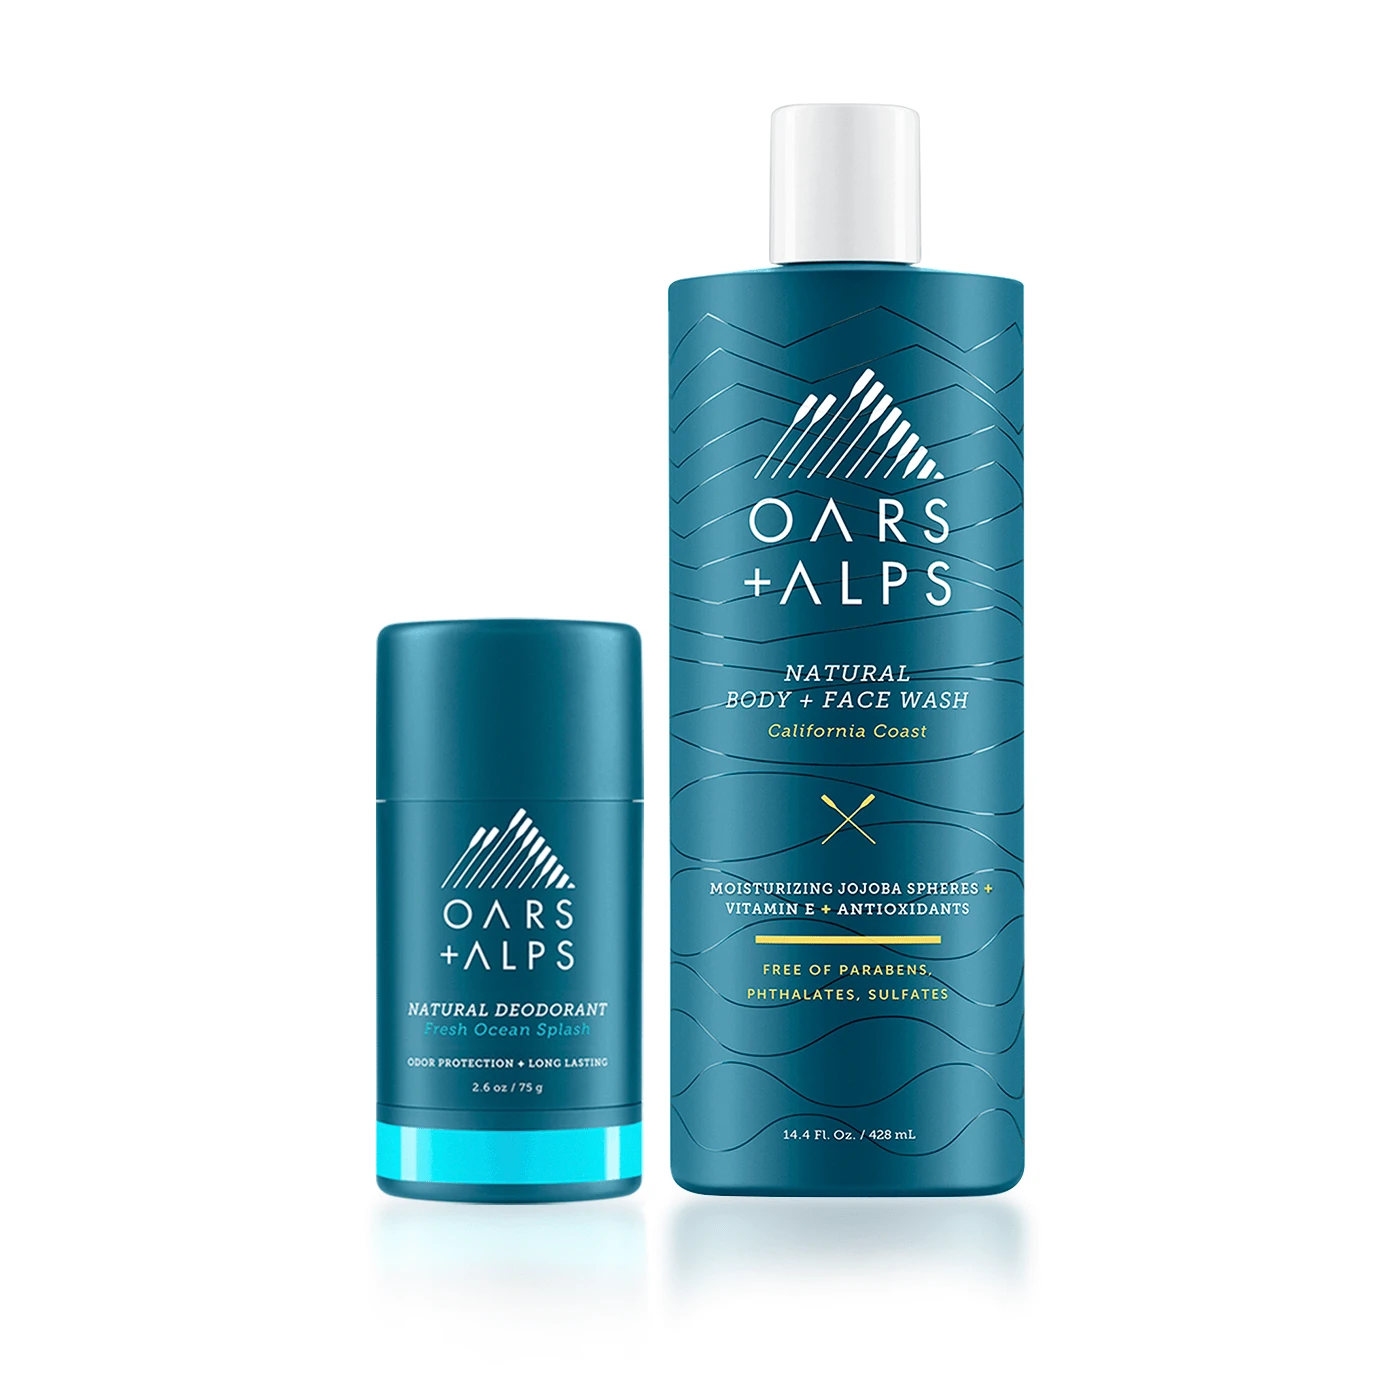 OARS
+ALPS
NATURAL DEODORANT
Fresh Ocean Splash
ODOR PROTECTION + LONG LASTING
2.6 oz / 75 g
OARS
+ALPS
NATURAL
BODY + FACE WASH
California Coast
MOISTURIZING JOJOBA SPHERES +
VITAMIN E + ANTIOXIDANTS
FREE OF PARABENS,
PHTHALATES, SULFATES
14.4 Fl. Oz. / 428 mL